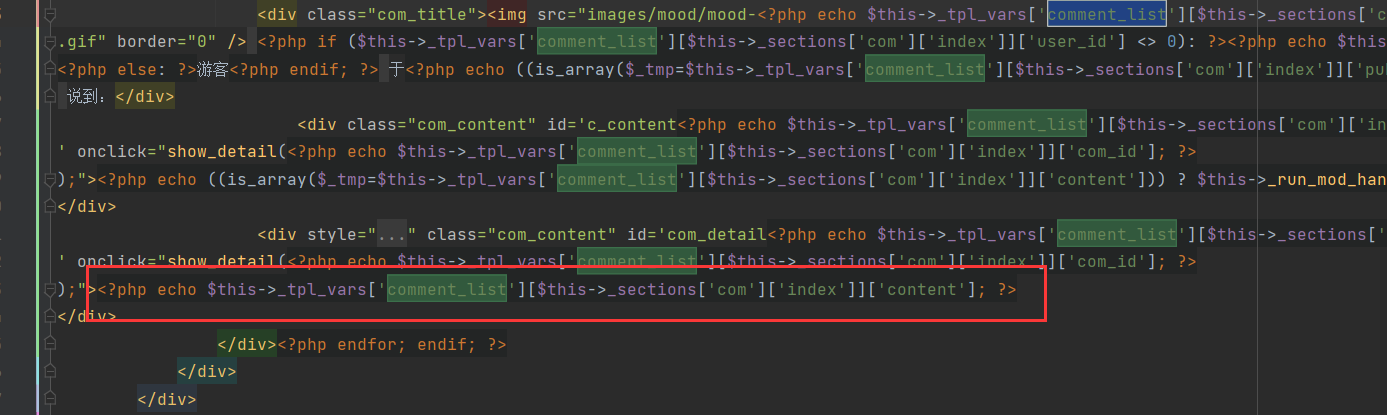 <div class="com_title"><img src="images/mood/mood-<?php echo $this->_tpl_vars['comment_list'][$this->_sections['c
.gif" border="0" /> <?php if ($this->_tpl_vars['comment_list'][$this->_sections['com']['index']]['user_id'] <> 0): ?><?php echo $this
<?php else: ?>游客<?php endif; ?> 于<?php echo ((is_array($_tmp=$this->_tpl_vars['comment_list'][$this->_sections['com']['index']]['pu
说到：</div>
<div class="com_content" id='c_content<?php echo $this->_tpl_vars['comment_list'][$this->_sections['com']['in
' onclick="show_detail(<?php echo $this->_tpl_vars['comment_list'][$this->_sections['com']['index']]['com_id']; ?>
);"><?php echo ((is_array($_tmp=$this->_tpl_vars['comment_list'][$this->_sections['com']['index']]['content'])) ? $this->_run_mod_han
</div>
<div style="..." class="com_content" id='com_detail<?php echo $this->_tpl_vars['comment_list'][$this->_sections['
' onclick="show_detail(<?php echo $this->_tpl_vars['comment_list'][$this->_sections['com']['index']]['com_id']; ?>
);"><?php echo $this->_tpl_vars['comment_list'][$this->_sections['com']['index']]['content']; ?>
</div>
</div><?php endfor; endif; ?>
</div>
</div>